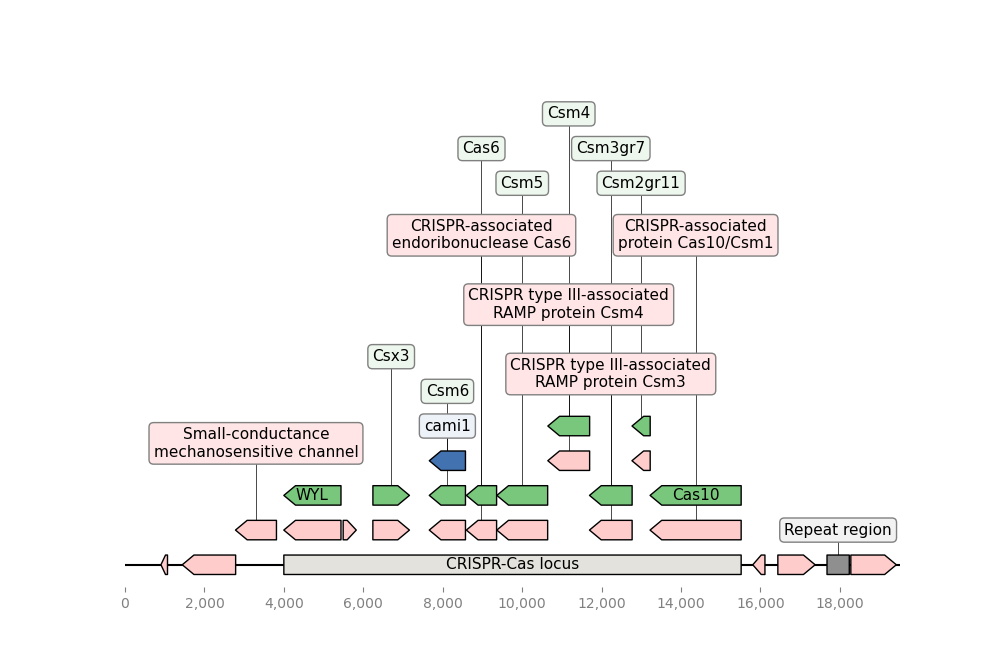 Csm4
Cas6
Csm3gr7
Csm5
Csm2gr11
CRISPR-associated
endoribonuclease Cas6
CRISPR-associated
protein Cas10/Csm1
CRISPR type III-associated
RAMP protein Csm4
Csx3
CRISPR type III-associated
RAMP protein Csm3
Csm6
cami1
Small-conductance
mechanosensitive channel
WYL
Cas10
Repeat region
CRISPR-Cas locus
0
2,000
4,000
6,000
8,000
10,000
12,000
14,000
16,000
18,000